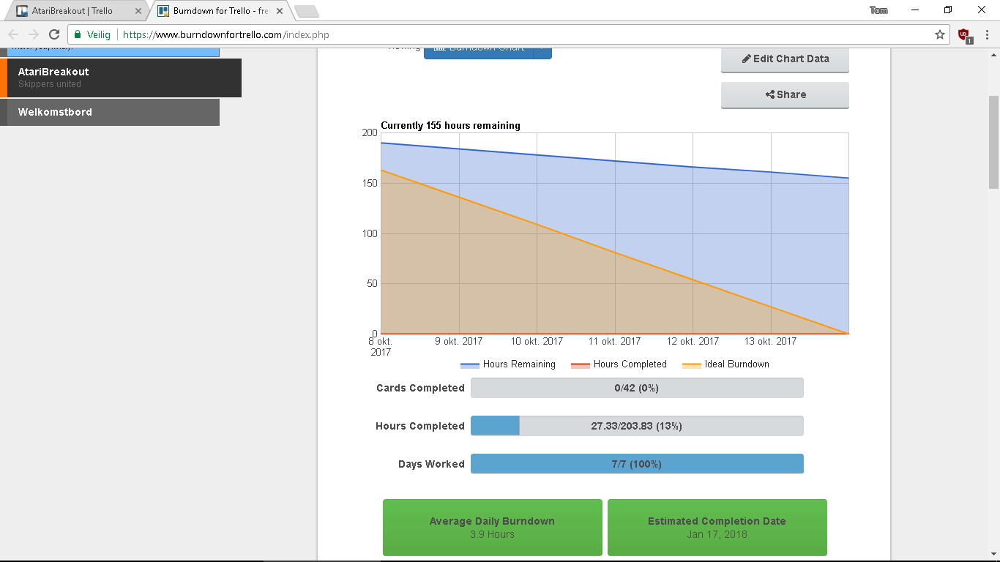 AtariBreakout | Trello
Burndown for Trello - fre
Tom
Veilig
https://www.burndownfortrello.com/index.php
1
AtariBreakout
Skippers united
Welkomstbord
Burndown Chart
Edit Chart Data
Share
Currently 155 hours remaining
200
150
100
50
0
8 okt.
2017
9 okt. 2017
10 okt. 2017
11 okt. 2017
12 okt. 2017
13 okt. 2017
Hours Remaining
Hours Completed
Ideal Burndown
Cards Completed
0/42 (0%)
Hours Completed
27.33/203.83 (13%)
Days Worked
7/7 (100%)
Average Daily Burndown
3.9 Hours
Estimated Completion Date
Jan 17, 2018